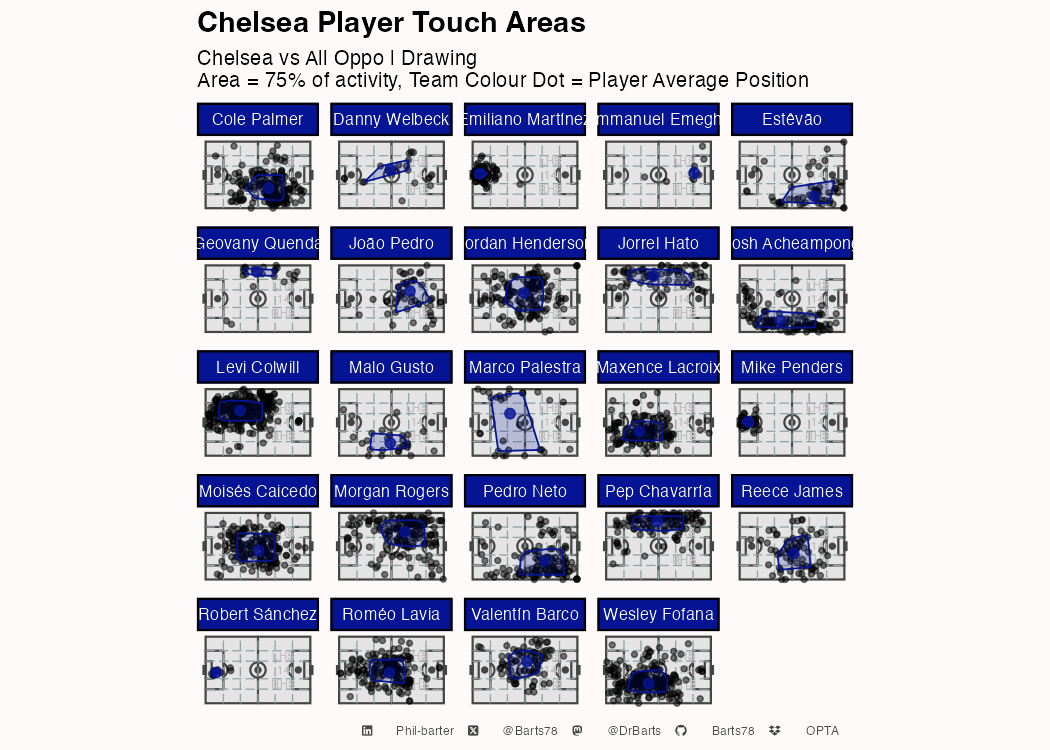 Chelsea Player Touch Areas
Chelsea vs All Oppo | Drawing
Area = 75% of activity, Team Colour Dot = Player Average Position
Cole Palmer Danny Welbeck Emiliano Martínez mmanuel Emegh Estêvão
Geovany Quenda João Pedro ordan Henderson Jorrel Hato osh Acheampong
Levi Colwill Malo Gusto Marco Palestra Maxence Lacroix Mike Penders
Moisés Caicedo Morgan Rogers Pedro Neto Pep Chavarría Reece James
Robert Sánchez Roméo Lavia Valentín Barco Wesley Fofana
Phil-barter @Barts78 @DrBarts Barts78 OPTA